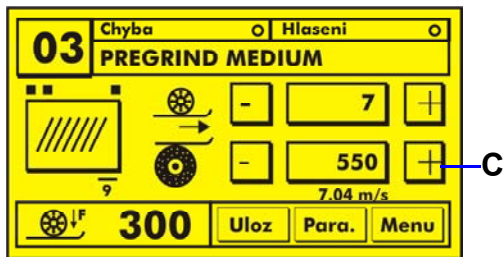 03
Chyba
Hlaseni
PREGRIND MEDIUM
- 7 +
- 550 +
C
9
7.04 m/s
F 300 Uloz Para. Menu